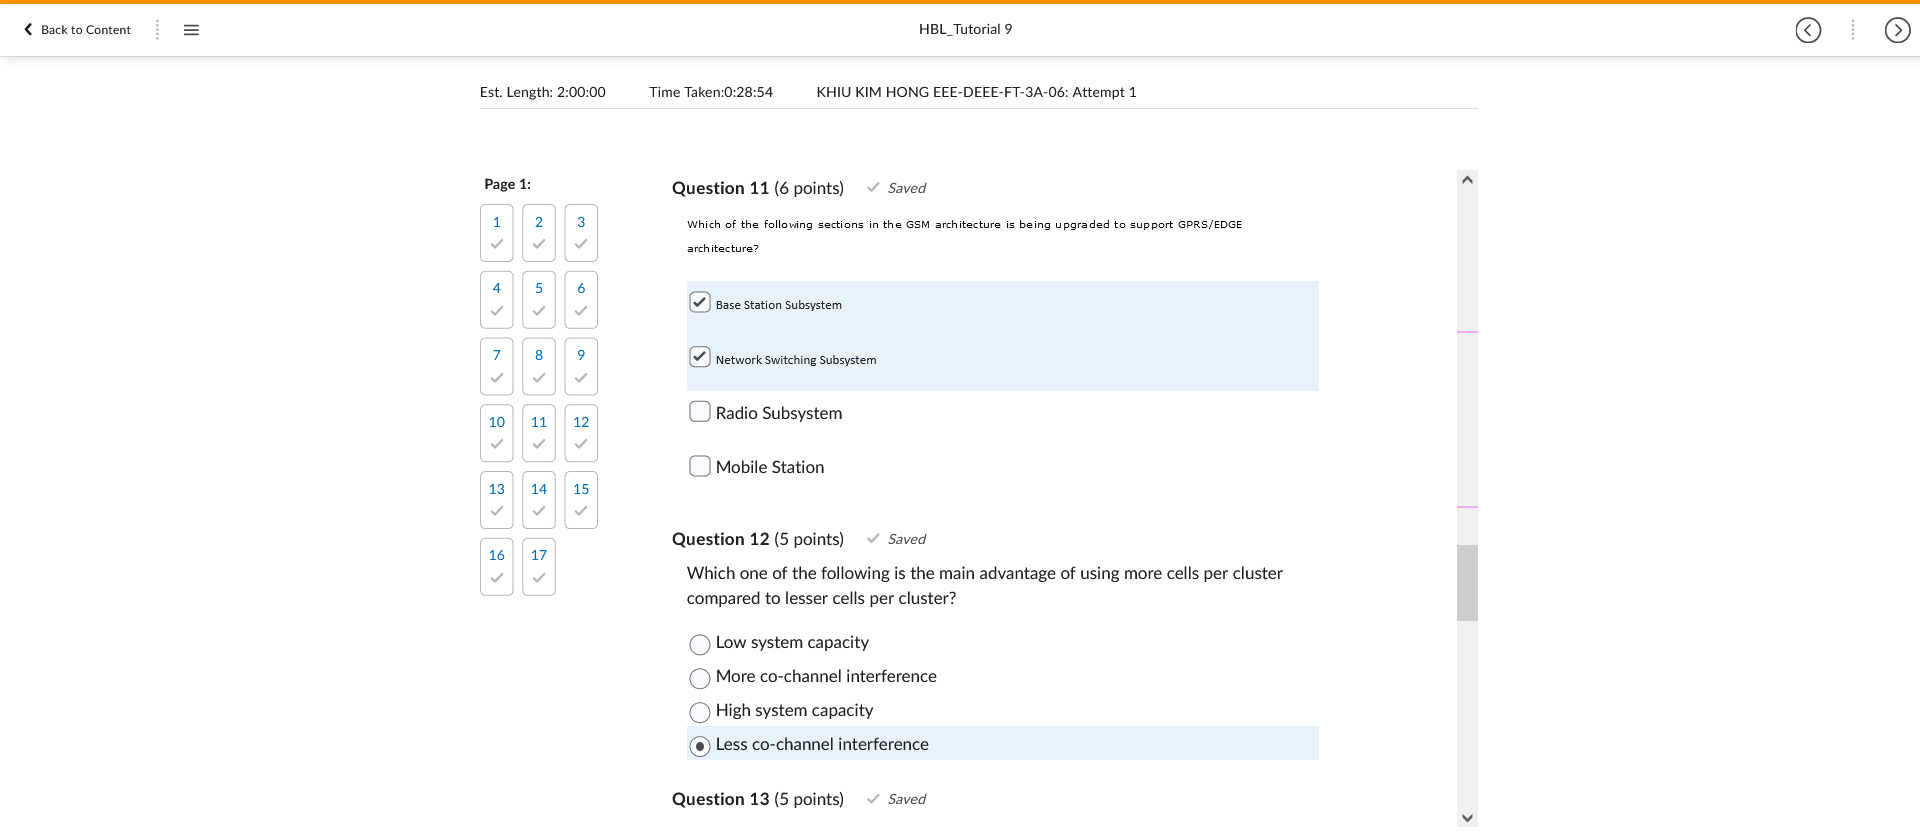 Back to Content
HBL_Tutorial 9
Est. Length: 2:00:00 Time Taken:0:28:54 KHIU KIM HONG EEE-DEEE-FT-3A-06: Attempt 1
Page 1:
1 2 3
4 5 6
7 8 9
10 11 12
13 14 15
16 17
Question 11 (6 points) Saved
Which of the following sections in the GSM architecture is being upgraded to support GPRS/EDGE
architecture?
Base Station Subsystem
Network Switching Subsystem
Radio Subsystem
Mobile Station
Question 12 (5 points) Saved
Which one of the following is the main advantage of using more cells per cluster
compared to lesser cells per cluster?
Low system capacity
More co-channel interference
High system capacity
Less co-channel interference
Question 13 (5 points) Saved